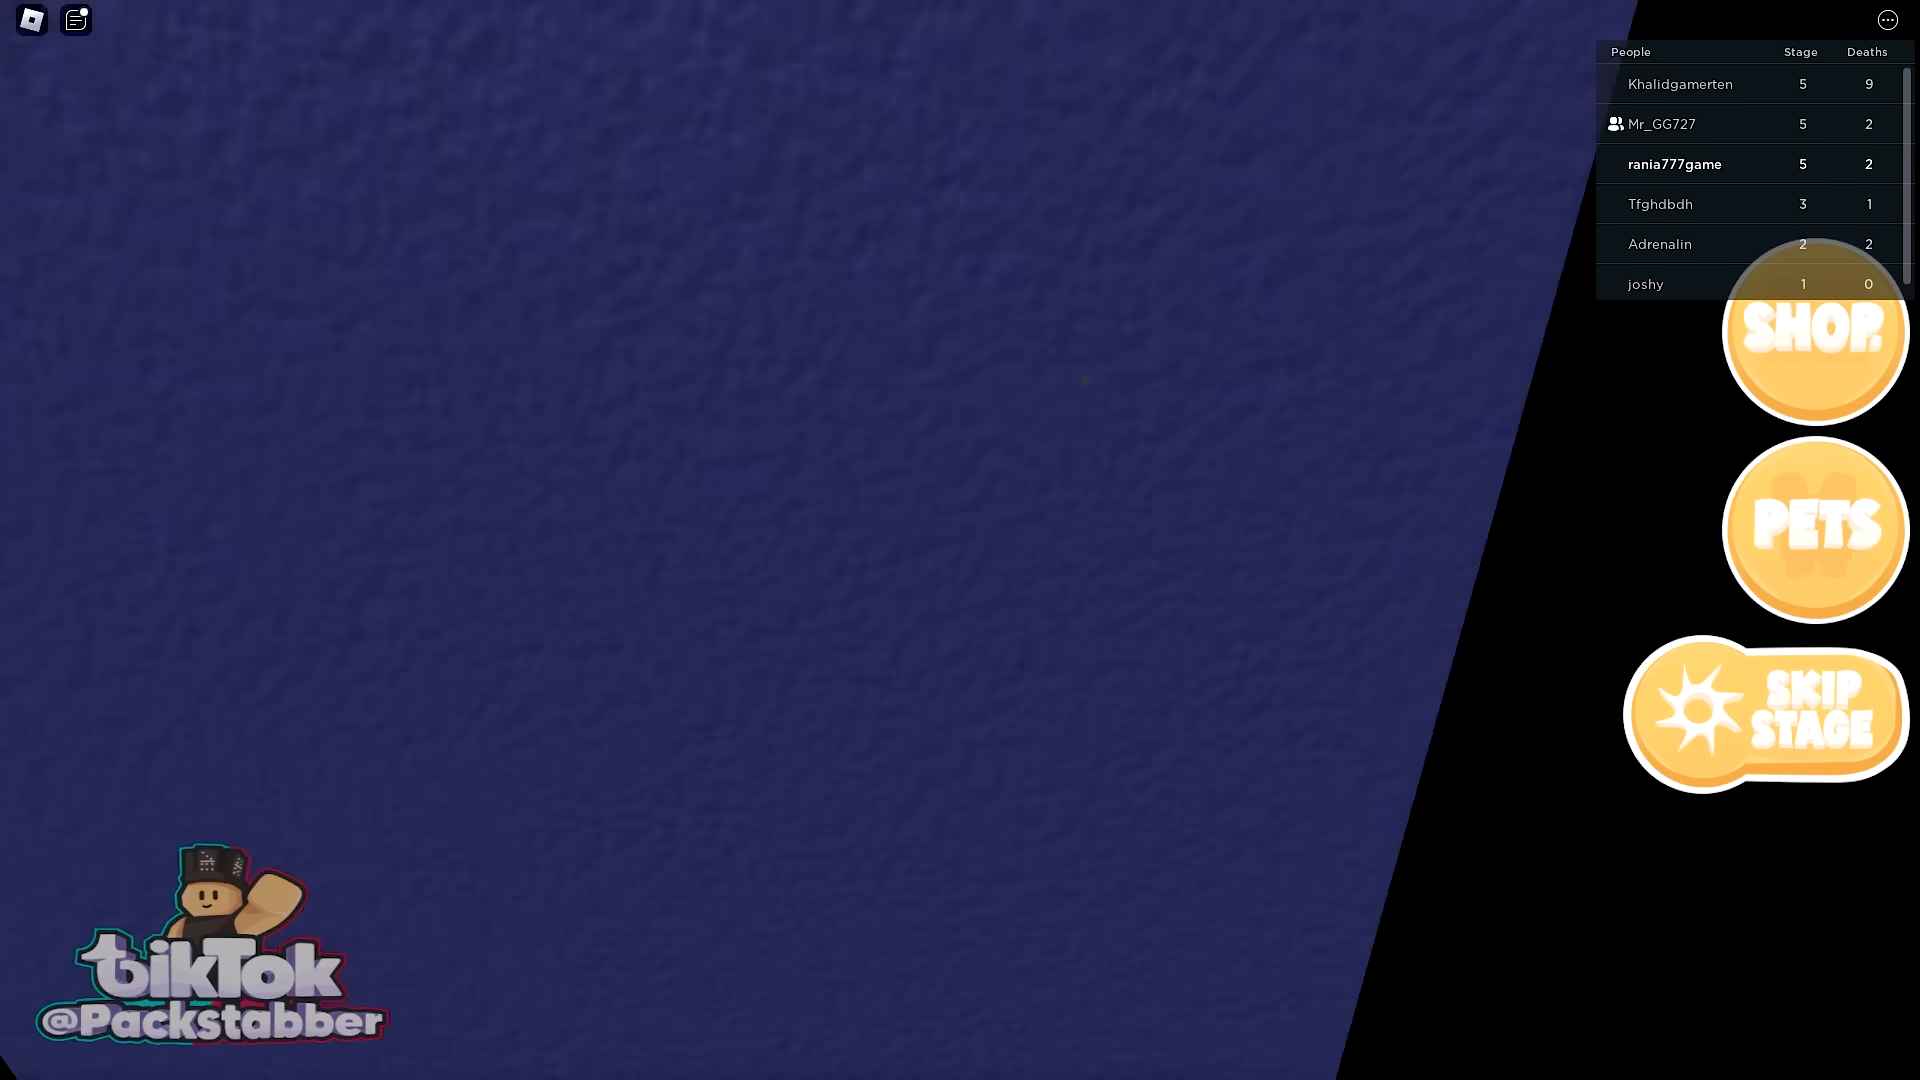 People Stage Deaths
Khalidgamerten 5 9
Mr_GG727 5 2
rania777game 5 2
Tfghdbdh 3 1
Adrenalin 2 2
joshy 1 0
SHOP.
PETS
SKIP
STAGE
tikTok
@Packstabber